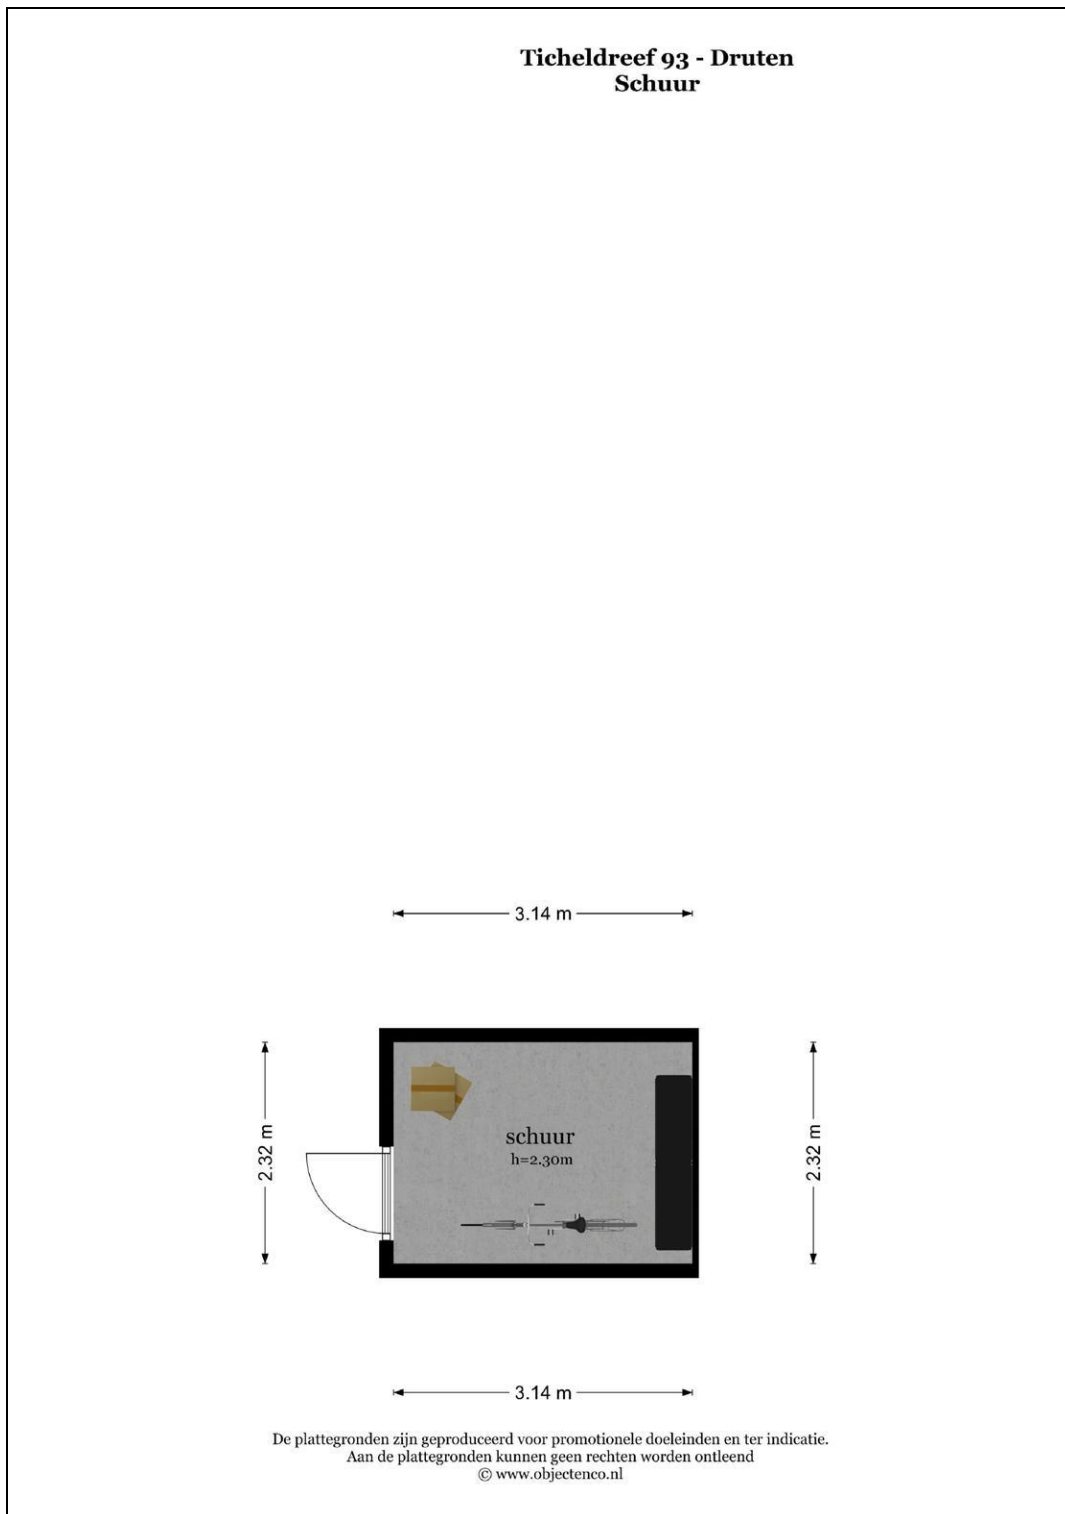 Ticheldreef 93 - Druten
Schuur
3.14 m
2.32 m
schuur
h=2.30m
2.32 m
3.14 m
De plattegronden zijn geproduceerd voor promotionele doeleinden en ter indicatie.
Aan de plattegronden kunnen geen rechten worden ontleend
© www.objectenco.nl